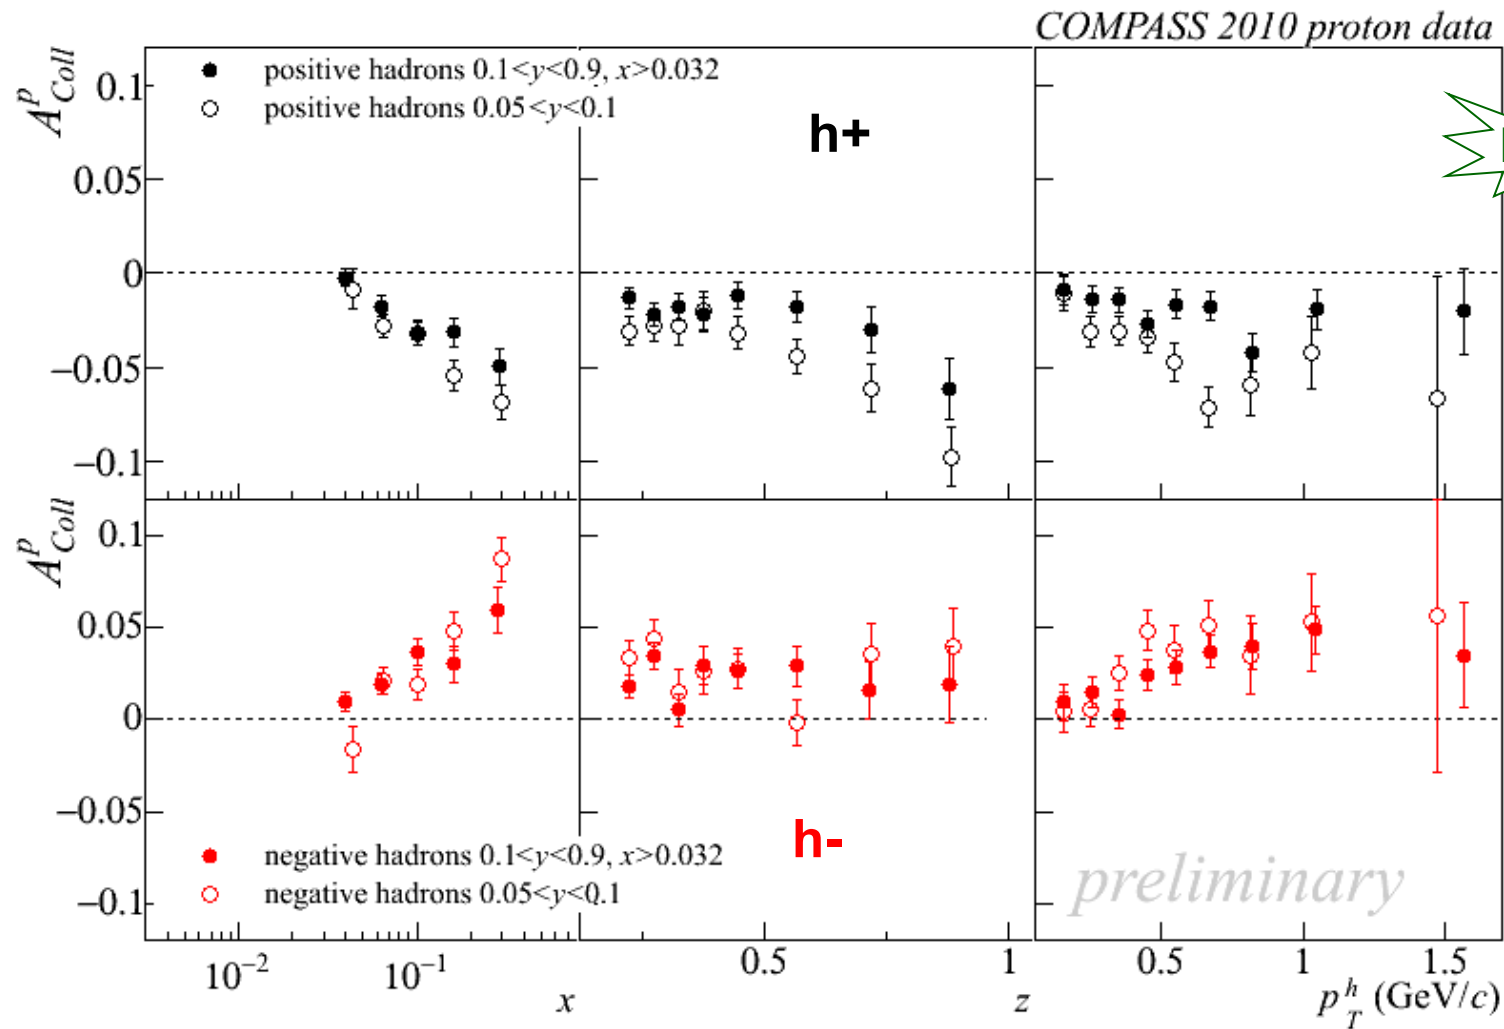 COMPASS 2010 proton data
A^p_Coll
0.1
0.05
0
−0.05
−0.1
positive hadrons 0.1<y<0.9, x>0.032
positive hadrons 0.05<y<0.1
h+
A^p_Coll
0.1
0.05
0
−0.05
−0.1
h-
negative hadrons 0.1<y<0.9, x>0.032
negative hadrons 0.05<y<0.1
preliminary
10^−2 10^−1 0.5 1 0.5 1 1.5
x z p_T^h (GeV/c)